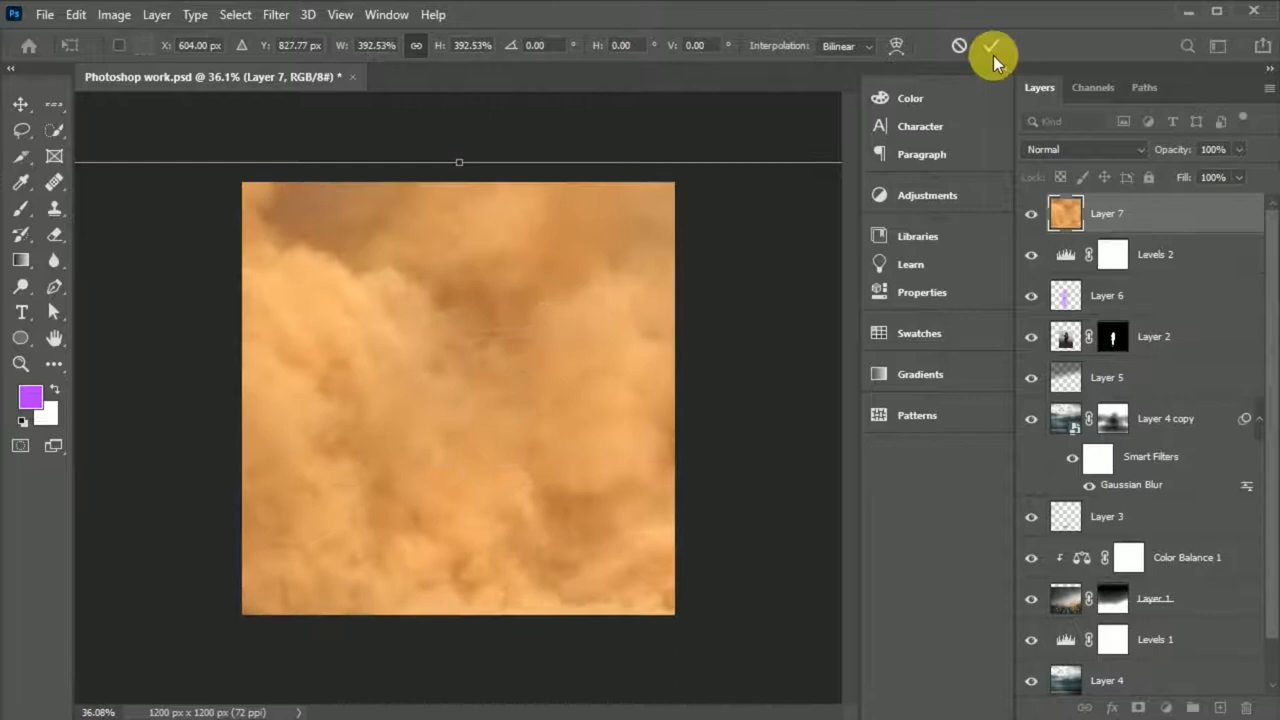 Ps File Edit Image Layer Type Select Filter 3D View Window Help
X: 604.00 px Y: 827.77 px W: 392.53% H: 392.53% 0.00 ° H: 0.00 ° V: 0.00 ° Interpolation: Bilinear
Photoshop work.psd @ 36.1% (Layer 7, RGB/8#) * ×
Color
Character
Paragraph
Adjustments
Libraries
Learn
Properties
Swatches
Gradients
Patterns
Layers Channels Paths
Kind
Normal Opacity: 100%
Lock: Fill: 100%
Layer 7
Levels 2
Layer 6
Layer 2
Layer 5
Layer 4 copy
Smart Filters
Gaussian Blur
Layer 3
Color Balance 1
Layer 1
Levels 1
Layer 4
36.08% 1200 px x 1200 px (72 ppi)